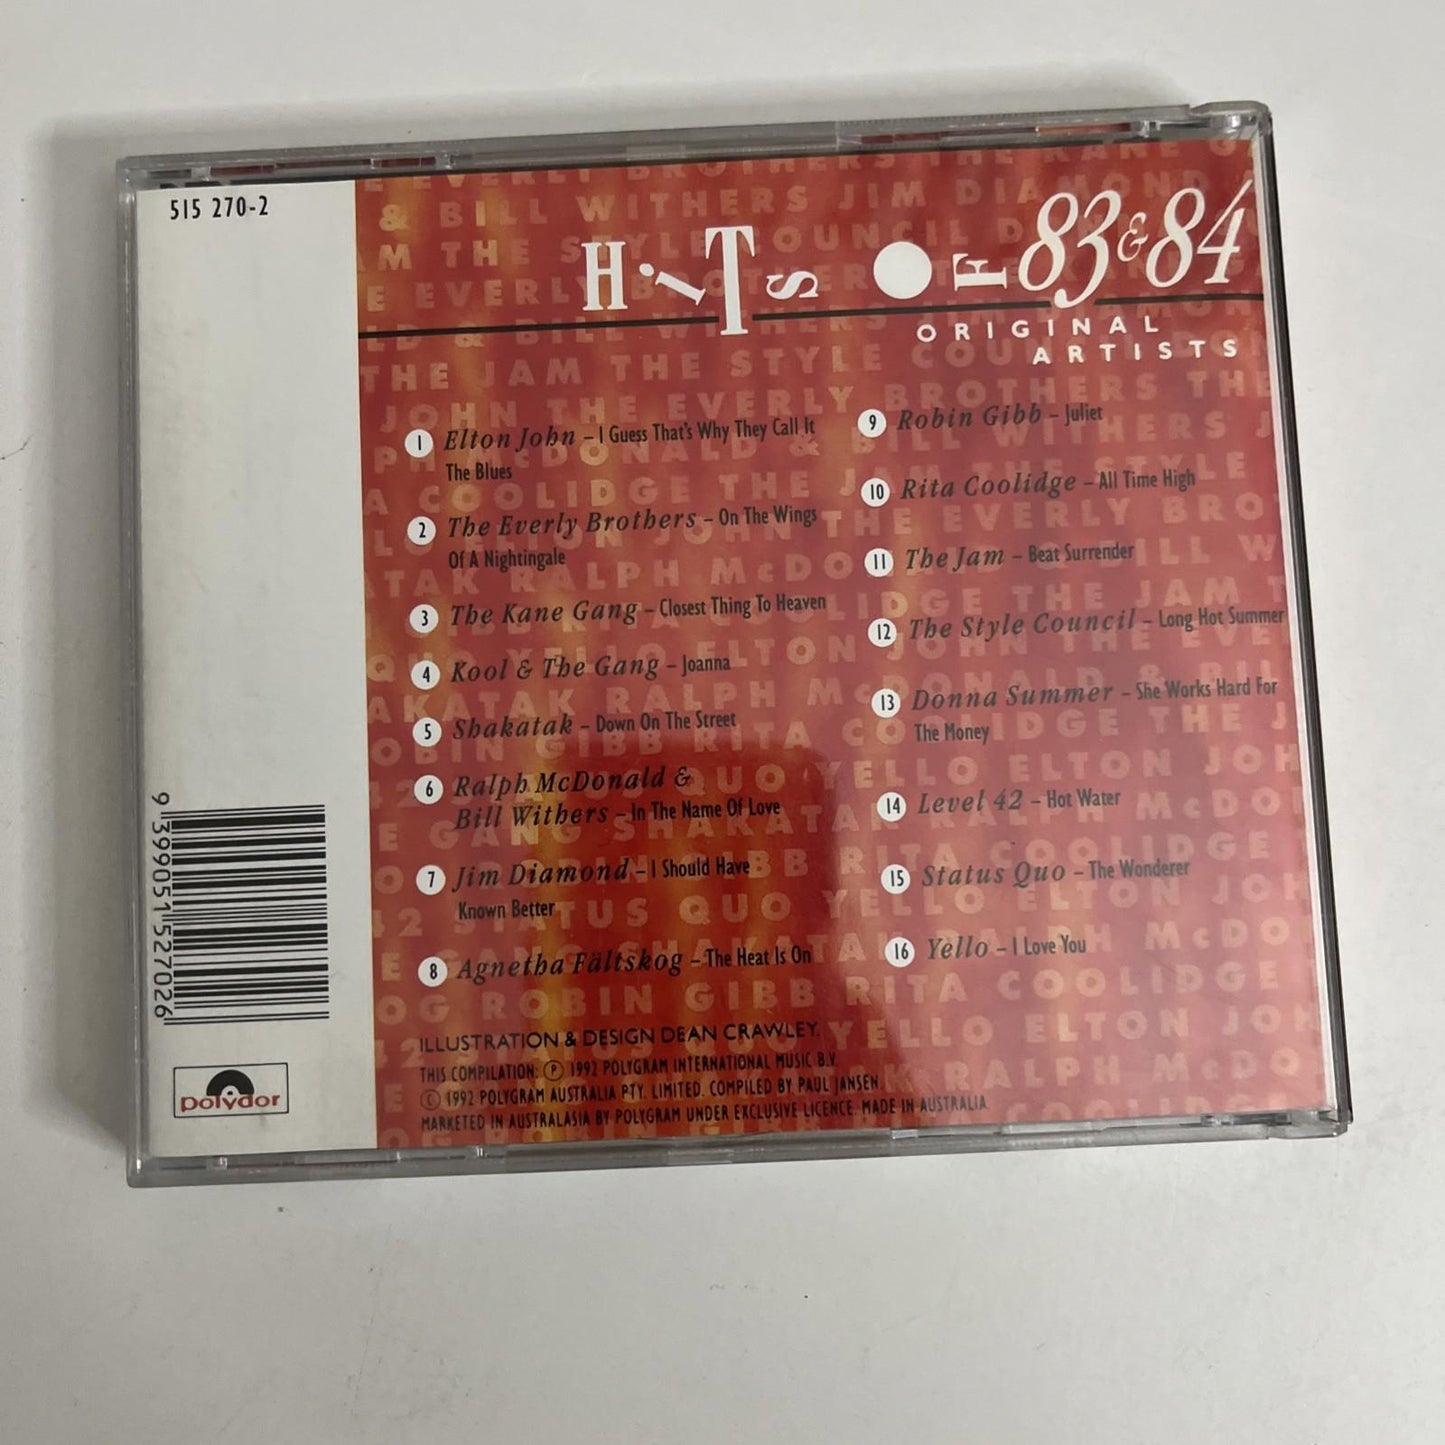 515 270-2
HiTS OF 83 & 84
ORIGINAL
ARTISTS
1 Elton John – I Guess That's Why They Call It
The Blues
2 The Everly Brothers – On The Wings
Of A Nightingale
3 The Kane Gang – Closest Thing To Heaven
4 Kool & The Gang – Joanna
5 Shakatak – Down On The Street
6 Ralph McDonald &
Bill Withers – In The Name Of Love
7 Jim Diamond – I Should Have
Known Better
8 Agnetha Fältskog – The Heat Is On
9 Robin Gibb – Juliet
10 Rita Coolidge – All Time High
11 The Jam – Beat Surrender
12 The Style Council – Long Hot Summer
13 Donna Summer – She Works Hard For
The Money
14 Level 42 – Hot Water
15 Status Quo – The Wonderer
16 Yello – I Love You
ILLUSTRATION & DESIGN DEAN CRAWLEY.
THIS COMPILATION: Ⓟ 1992 POLYGRAM INTERNATIONAL MUSIC B.V.
© 1992 POLYGRAM AUSTRALIA PTY. LIMITED. COMPILED BY PAUL JANSEN.
MARKETED IN AUSTRALASIA BY POLYGRAM UNDER EXCLUSIVE LICENCE. MADE IN AUSTRALIA.
9 399051 527026
polydor